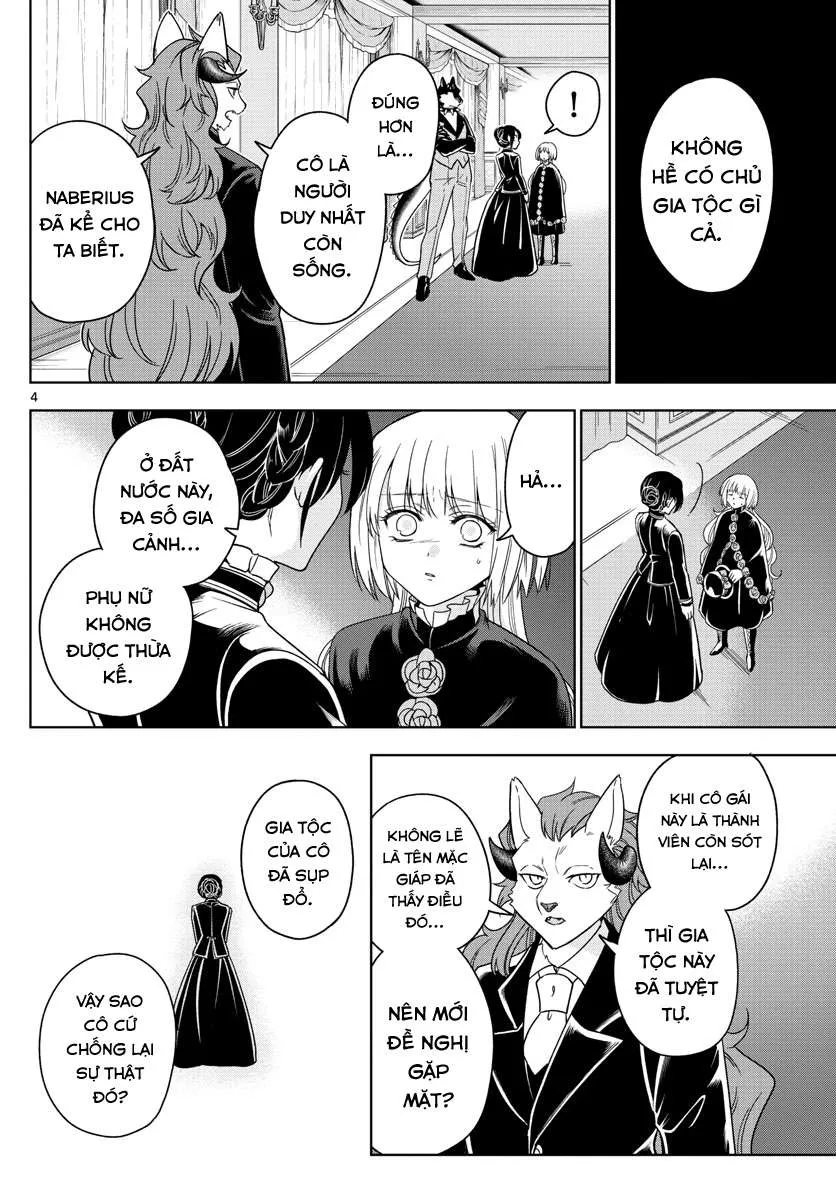 KHÔNG
HỀ CÓ CHỦ
GIA TỘC GÌ
CẢ.
!
ĐÚNG
HƠN
LÀ...
CÔ LÀ
NGƯỜI
DUY NHẤT
CÒN
SỐNG.
NABERIUS
ĐÃ KỂ CHO
TA BIẾT.
4
HẢ...
Ở ĐẤT
NƯỚC NÀY,
ĐA SỐ GIA
CẢNH...
PHỤ NỮ
KHÔNG
ĐƯỢC THỪA
KẾ.
KHI CÔ GÁI
NÀY LÀ THÀNH
VIÊN CÒN SÓT
LẠI...
THÌ GIA
TỘC NÀY
ĐÃ TUYỆT
TỰ.
KHÔNG LẼ
LÀ TÊN MẶC
GIÁP ĐÃ
THẤY ĐIỀU
ĐÓ...
NÊN MỚI
ĐỀ NGHỊ
GẶP
MẶT?
GIA TỘC
CỦA CÔ
ĐÃ SỤP
ĐỔ.
VẬY SAO
CÔ CỨ
CHỐNG LẠI
SỰ THẬT
ĐÓ?